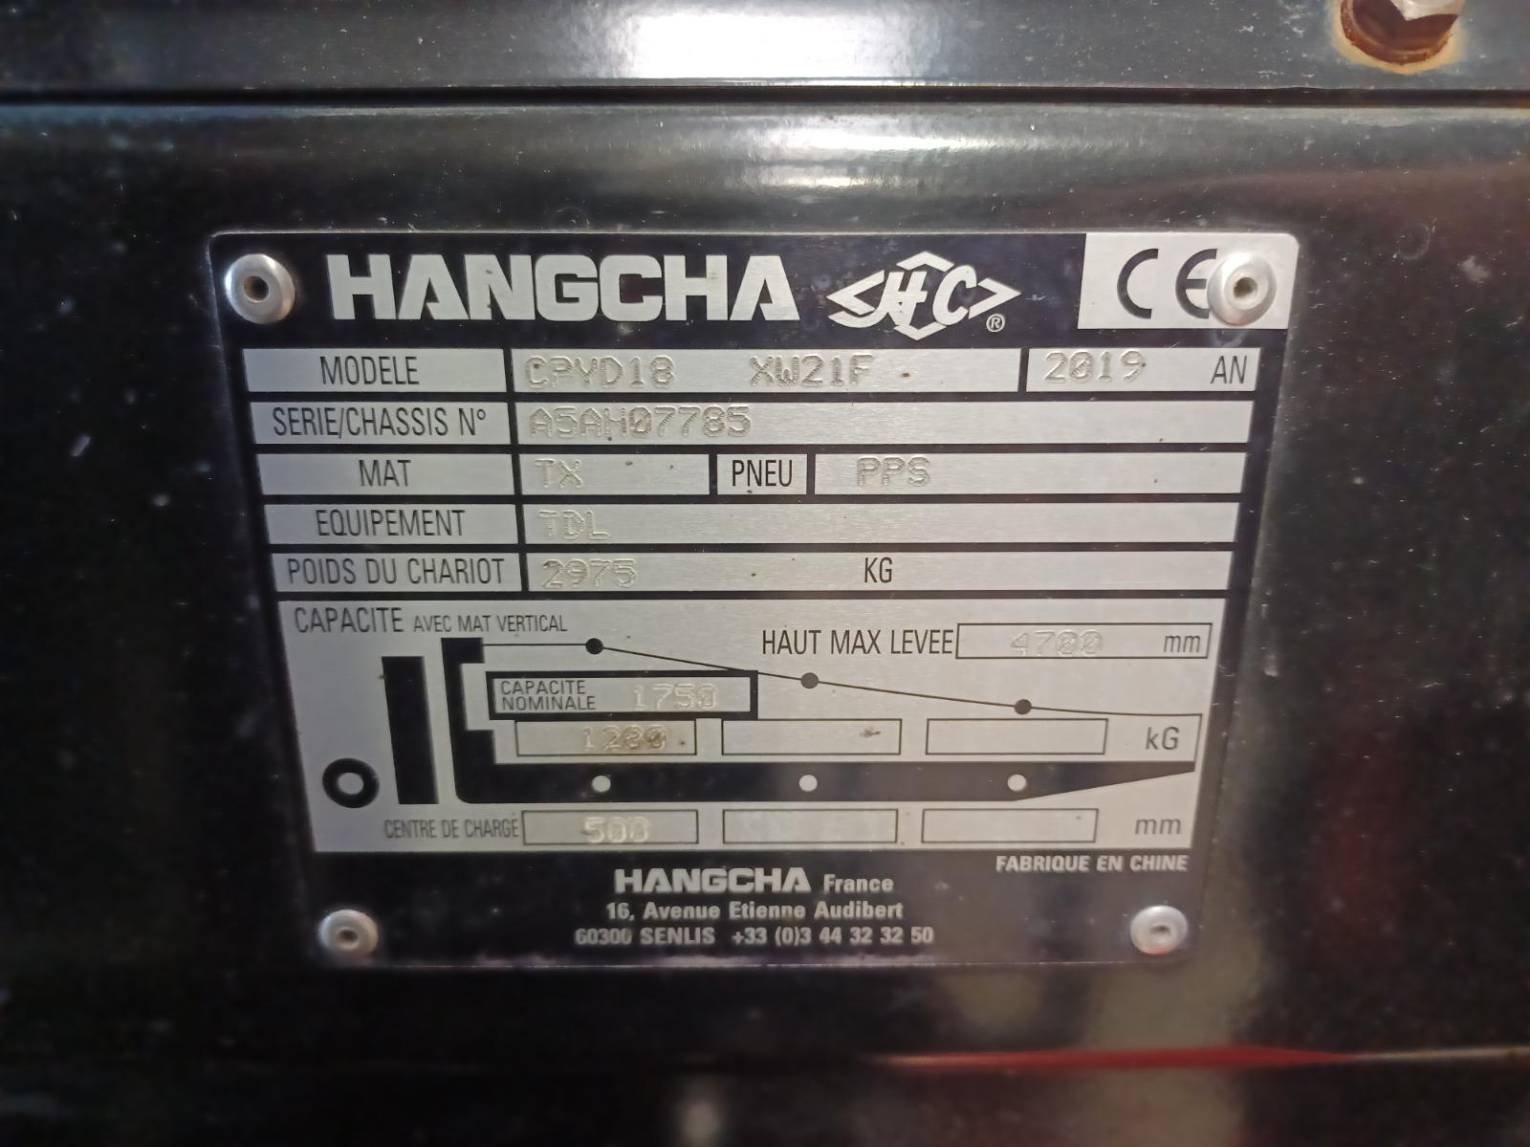 HANGCHA HC ® CE
MODELE CPYD18 XW21F 2019 AN
SERIE/CHASSIS N° A5AH07785
MAT TX PNEU PPS
EQUIPEMENT TDL
POIDS DU CHARIOT 2975 KG
CAPACITE AVEC MAT VERTICAL
HAUT MAX LEVEE 4700 mm
CAPACITE NOMINALE 1750
1200 kG
CENTRE DE CHARGE 500 mm
FABRIQUE EN CHINE
HANGCHA France
16, Avenue Etienne Audibert
60300 SENLIS +33 (0)3 44 32 32 50